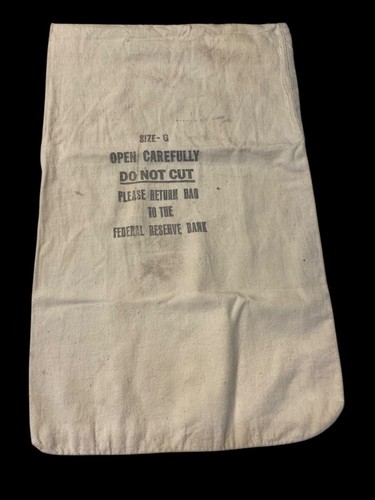 SIZE- G
OPEN CAREFULLY
DO NOT CUT
PLEASE RETURN BAG
TO THE
FEDERAL RESERVE BANK